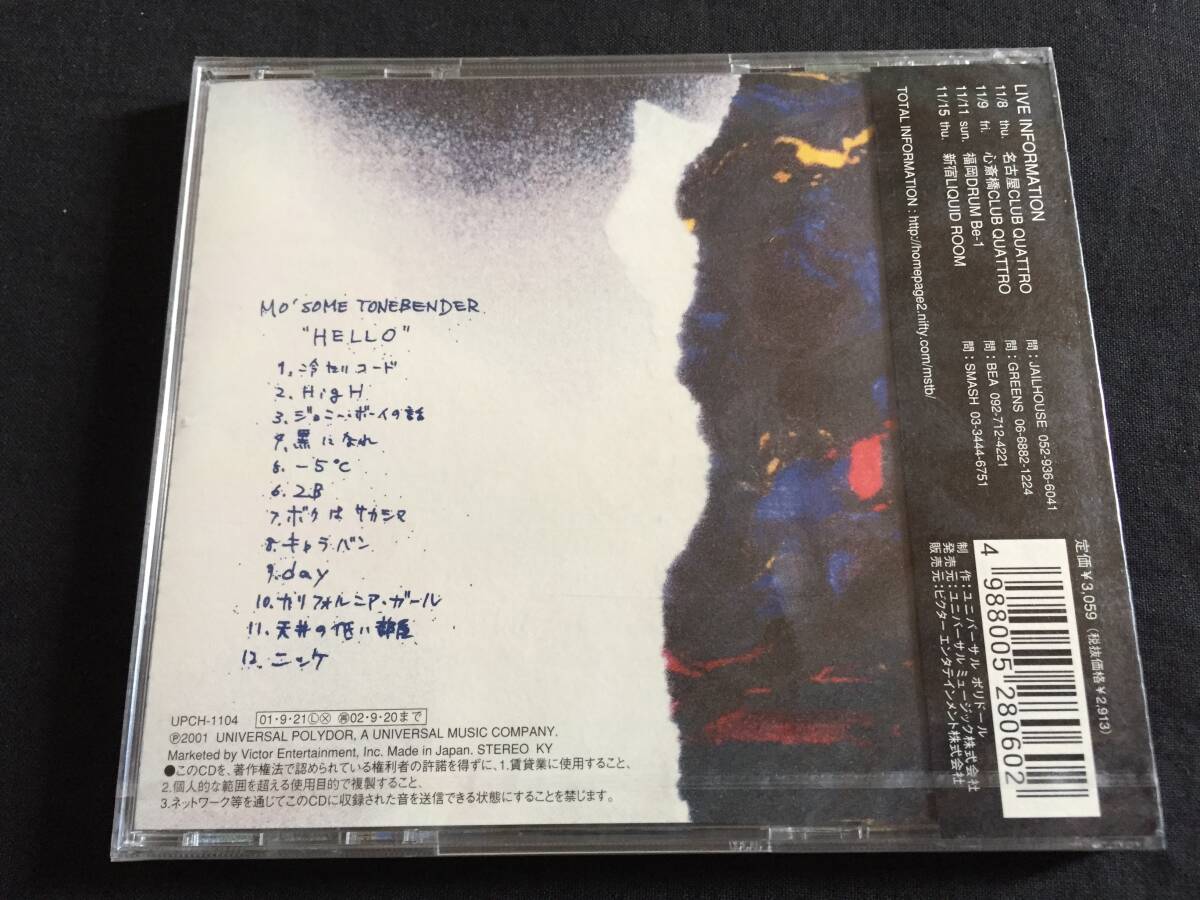 MO'SOME TONEBENDER
"HELLO"
1. 冷たいコード
2. HigH
3. ジョニー・ボーイの話
4. 黒になれ
5. -5℃
6. 2B
7. ボクはサカシマ
8. キャラバン
9. day
10. カリフォルニア・ガール
11. 天井の低い部屋
12. ニッケ
UPCH-1104 01・9・21Ⓛ 02・9・20まで
Ⓟ2001 UNIVERSAL POLYDOR, A UNIVERSAL MUSIC COMPANY.
Marketed by Victor Entertainment, Inc. Made in Japan. STEREO KY
●このCDを、著作権法で認められている権利者の許諾を得ずに、1.賃貸業に使用すること、
2.個人的な範囲を超える使用目的で複製すること、
3.ネットワーク等を通じてこのCDに収録された音を送信できる状態にすることを禁じます。
LIVE INFORMATION
11/8 thu. 名古屋CLUB QUATTRO 問：JAILHOUSE 052-936-6041
11/9 fri. 心斎橋CLUB QUATTRO 問：GREENS 06-6882-1224
11/11 sun. 福岡DRUM Be-1 問：BEA 092-712-4221
11/15 thu. 新宿LIQUID ROOM 問：SMASH 03-3444-6751
TOTAL INFORMATION : http://homepage2.nifty.com/mstb/
定価￥3,059（税抜価格￥2,913）
4 988005 280602
制 作：ユニバーサル ポリドール
発売元：ユニバーサル ミュージック株式会社
販売元：ビクター エンタテインメント株式会社